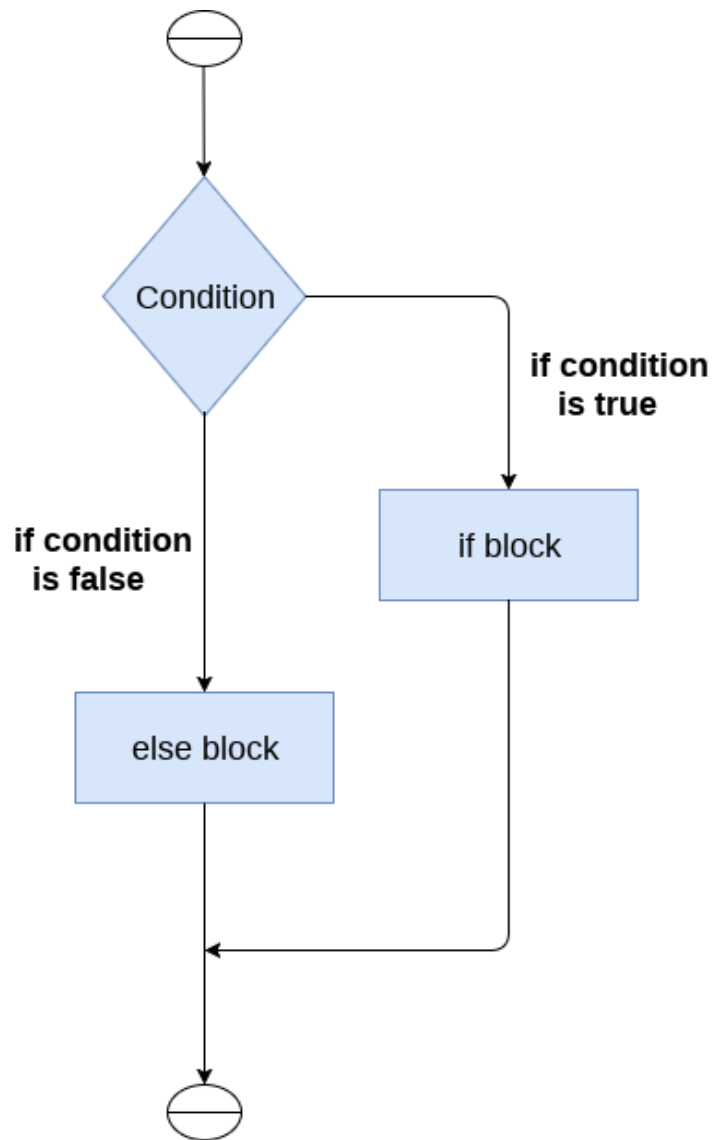 Condition
if condition
is true
if block
if condition
is false
else block